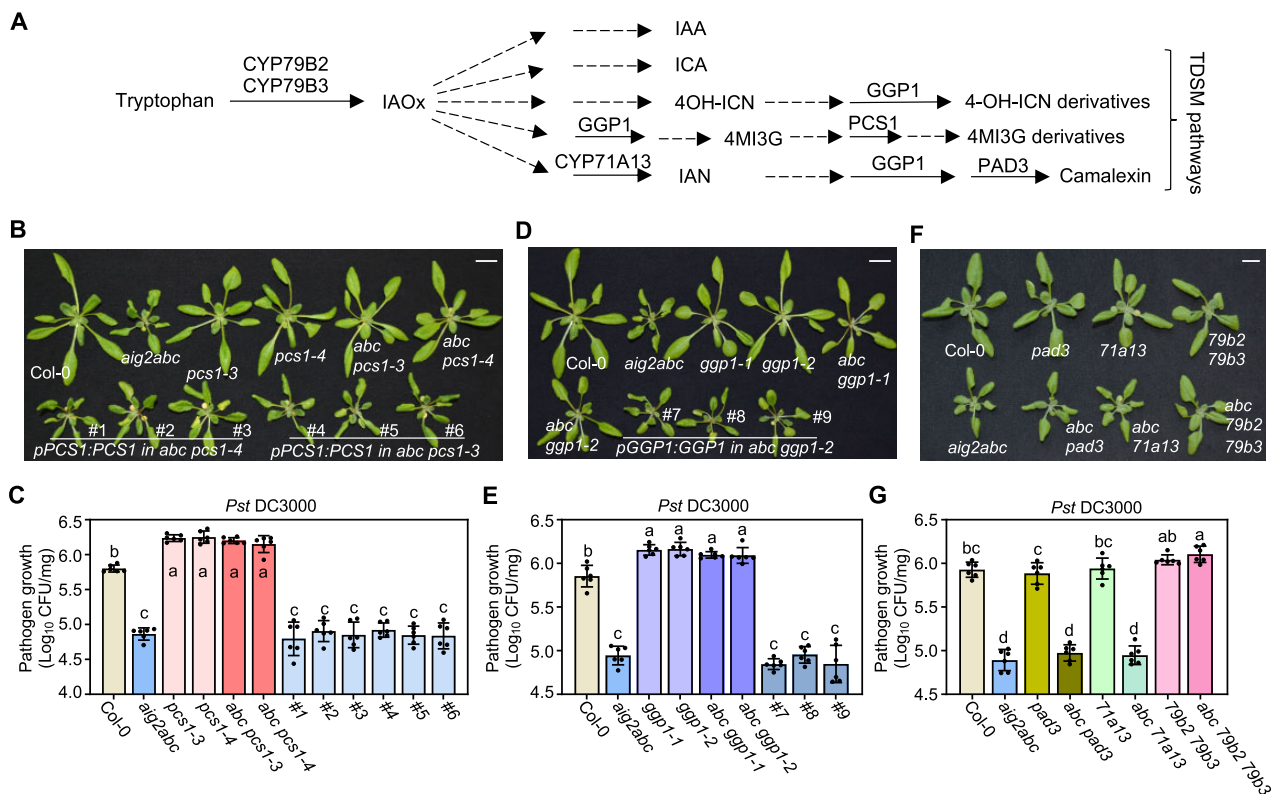 A
CYP79B2
CYP79B3
Tryptophan
IAOx
IAA
ICA
4OH-ICN
GGP1
4-OH-ICN derivatives
GGP1
4MI3G
PCS1
4MI3G derivatives
CYP71A13
IAN
GGP1
PAD3
Camalexin
TDSM pathways
B
Col-0
aig2abc
pcs1-3
pcs1-4
abc
pcs1-3
abc
pcs1-4
#1
#2
#3
#4
#5
#6
pPCS1:PCS1 in abc pcs1-4
pPCS1:PCS1 in abc pcs1-3
D
Col-0
aig2abc
ggp1-1
ggp1-2
abc
ggp1-1
abc
ggp1-2
#7
#8
#9
pGGP1:GGP1 in abc ggp1-2
F
Col-0
pad3
71a13
79b2
79b3
aig2abc
abc
pad3
abc
71a13
abc
79b2
79b3
C
Pst DC3000
Pathogen growth
(Log10 CFU/mg)
6.5
6.0
5.5
5.0
4.5
4.0
b
c
a
a
a
a
c
c
c
c
c
c
Col-0
aig2abc
pcs1-3
pcs1-4
abc pcs1-3
abc pcs1-4
#1
#2
#3
#4
#5
#6
E
Pst DC3000
Pathogen growth
(Log10 CFU/mg)
6.5
6.0
5.5
5.0
4.5
b
c
a
a
a
a
c
c
c
Col-0
aig2abc
ggp1-1
ggp1-2
abc ggp1-1
abc ggp1-2
#7
#8
#9
G
Pst DC3000
Pathogen growth
(Log10 CFU/mg)
6.5
6.0
5.5
5.0
4.5
bc
d
c
d
bc
d
ab
a
Col-0
aig2abc
pad3
abc pad3
71a13
abc 71a13
79b2 79b3
abc 79b2 79b3